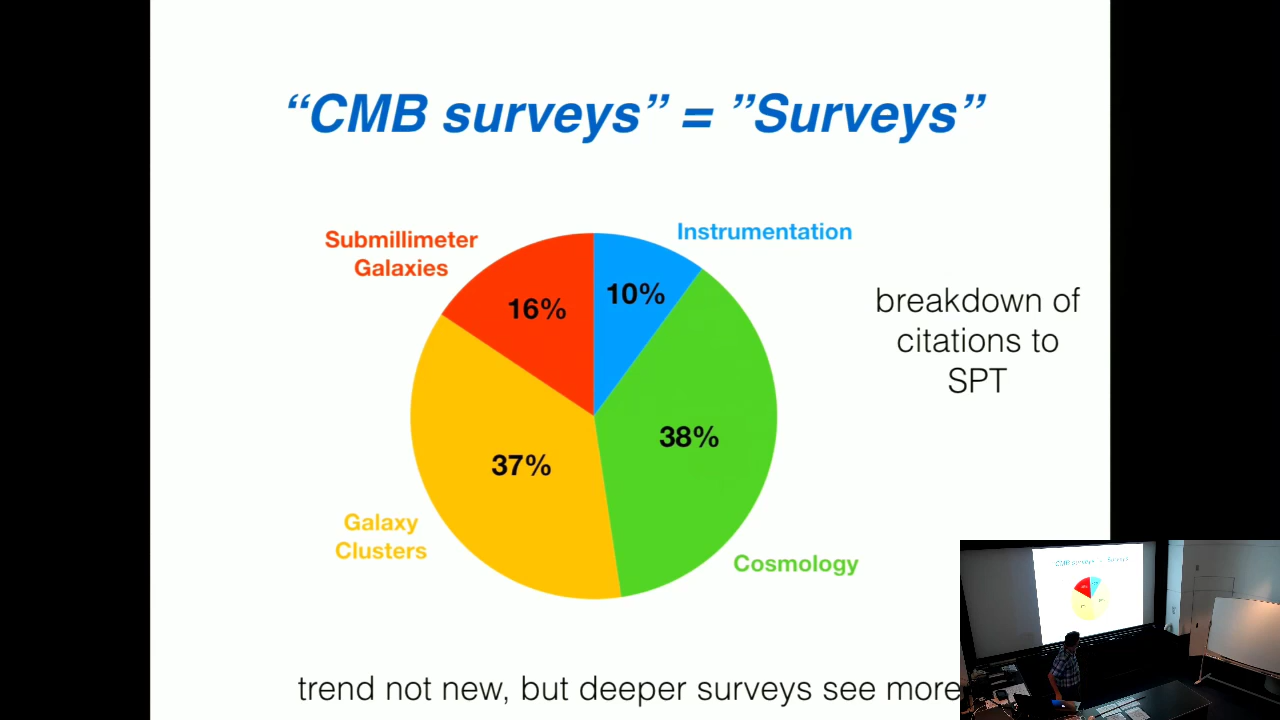 “CMB surveys” = ”Surveys”
Submillimeter
Galaxies
Instrumentation
16%
10%
breakdown of
citations to
SPT
38%
37%
Galaxy
Clusters
Cosmology
trend not new, but deeper surveys see more